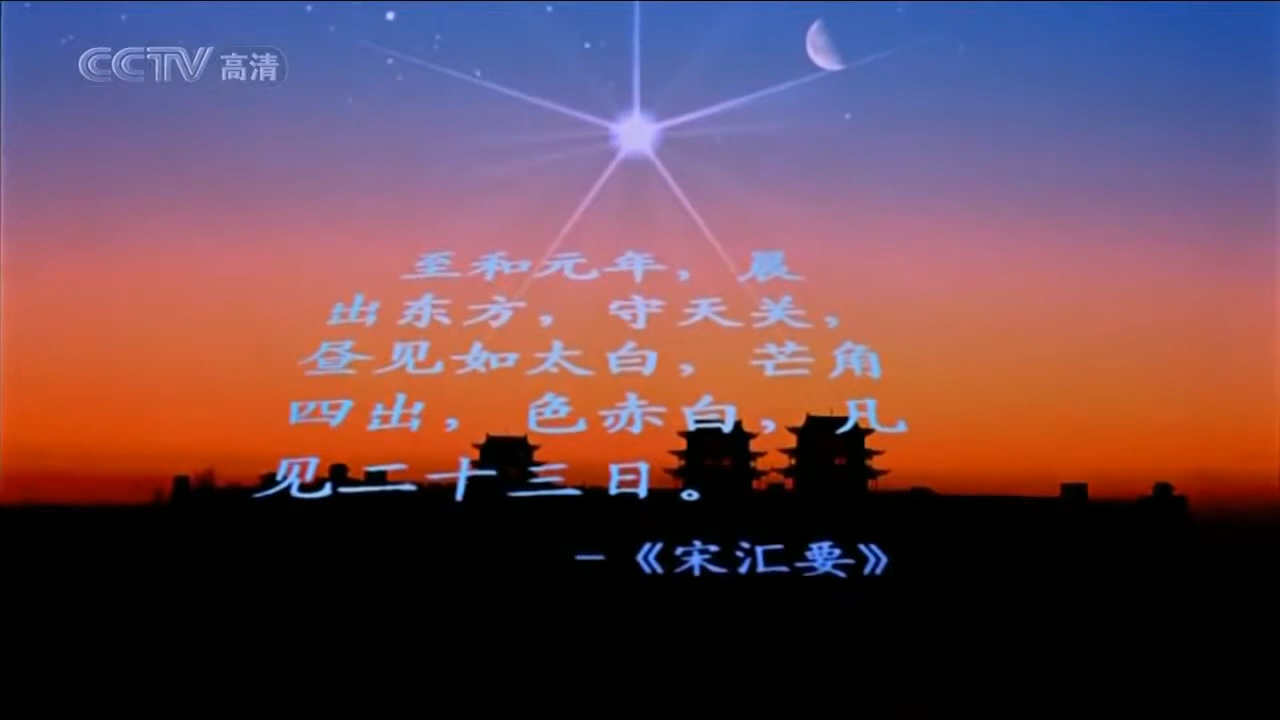 CCTV高清
至和元年，晨
出东方，守天关，
昼见如太白，芒角
四出，色赤白，凡
见二十三日。
-《宋汇要》